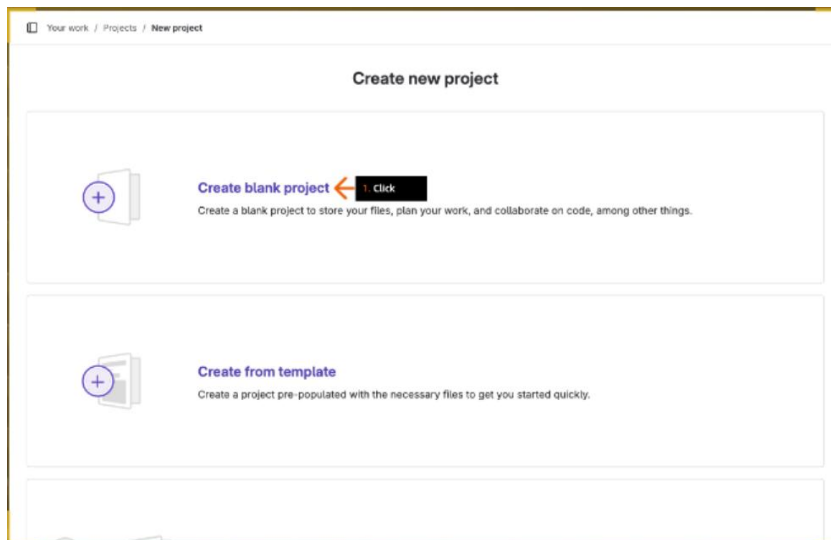 Your work / Projects / New project
Create new project
Create blank project
1. Click
Create a blank project to store your files, plan your work, and collaborate on code, among other things.
Create from template
Create a project pre-populated with the necessary files to get you started quickly.